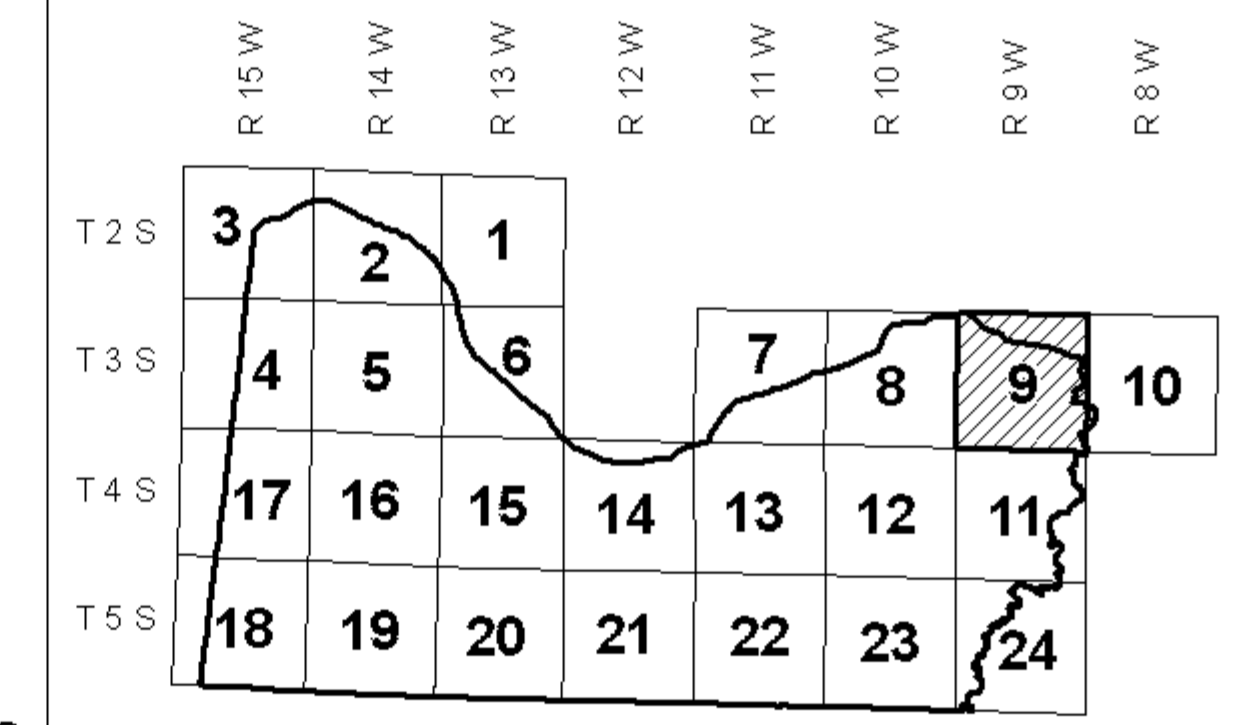 R 15 W R 14 W R 13 W R 12 W R 11 W R 10 W R 9 W R 8 W
T 2 S 3 2 1
T 3 S 4 5 6 7 8 9 10
T 4 S 17 16 15 14 13 12 11
T 5 S 18 19 20 21 22 23 24